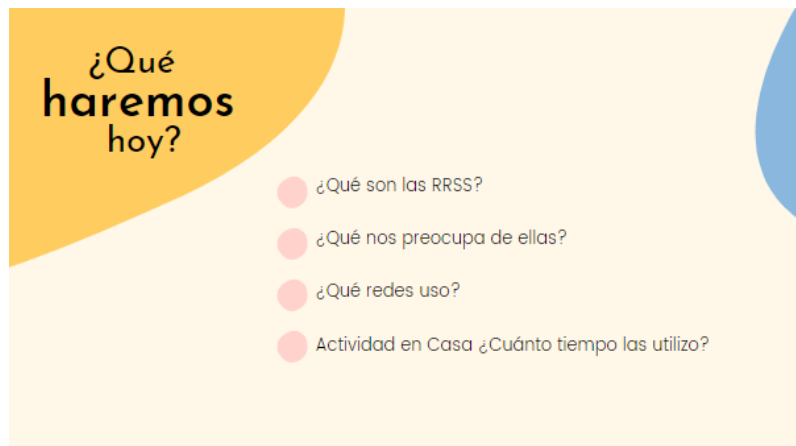 ¿Qué
haremos
hoy?
¿Qué son las RRSS?
¿Qué nos preocupa de ellas?
¿Qué redes uso?
Actividad en Casa ¿Cuánto tiempo las utilizo?